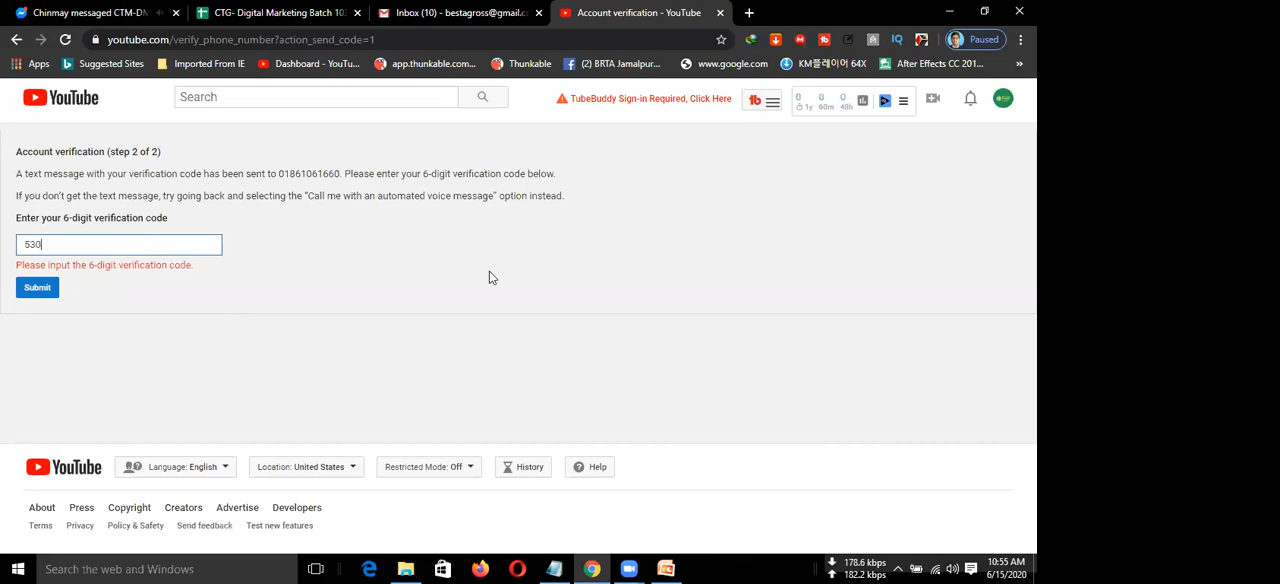 Chinmay messaged CTM-DM
CTG- Digital Marketing Batch 103
Inbox (10) - bestagross@gmail.c
Account verification - YouTube
youtube.com/verify_phone_number?action_send_code=1
Paused
Apps
Suggested Sites
Imported From IE
Dashboard - YouTu...
app.thunkable.com...
Thunkable
(2) BRTA Jamalpur...
www.google.com
KM플레이어 64X
After Effects CC 201...
»
YouTube
Search
TubeBuddy Sign-in Required, Click Here
tb
0 0 0
1y 60m 48h
Account verification (step 2 of 2)
A text message with your verification code has been sent to 01861061660. Please enter your 6-digit verification code below.
If you don't get the text message, try going back and selecting the "Call me with an automated voice message" option instead.
Enter your 6-digit verification code
530
Please input the 6-digit verification code.
Submit
YouTube
Language: English
Location: United States
Restricted Mode: Off
History
Help
About Press Copyright Creators Advertise Developers
Terms Privacy Policy & Safety Send feedback Test new features
Search the web and Windows
178.6 kbps
182.2 kbps
10:55 AM
6/15/2020